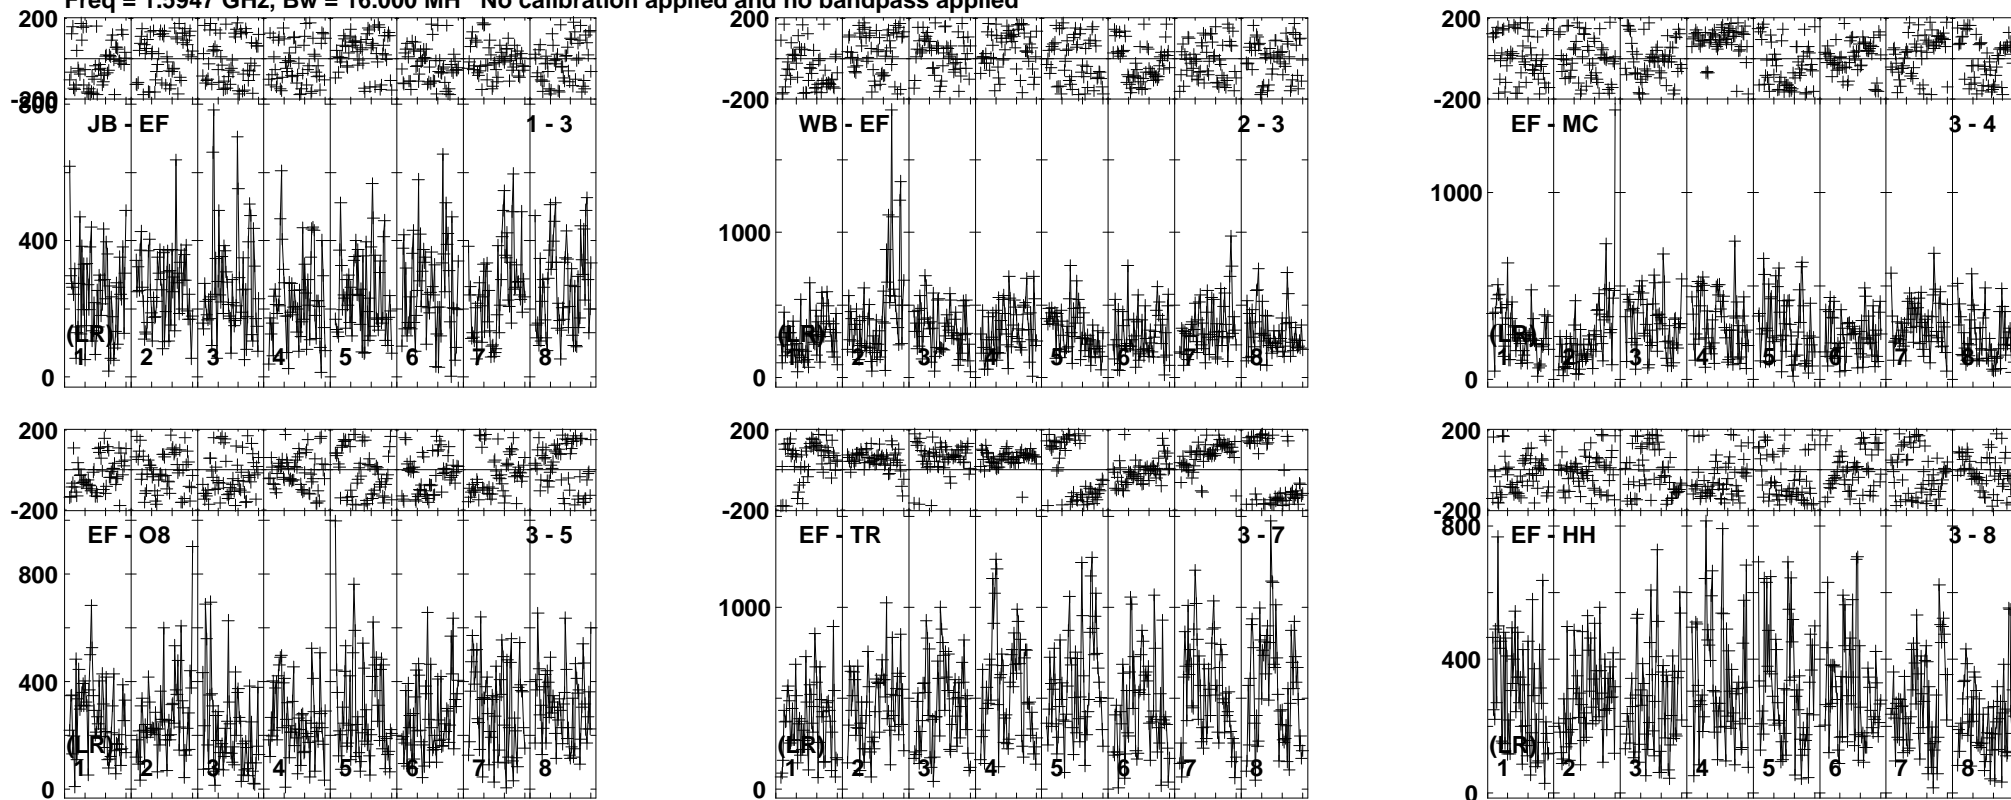 Freq = 1.5947 GHz, Bw = 16.000 MH No calibration applied and no bandpass applied
200
-200
800
400
0
JB - EF
1 - 3
(LR)
1 2 3 4 5 6 7 8
200
-200
1000
0
WB - EF
2 - 3
(LR)
1 2 3 4 5 6 7 8
200
-200
1000
0
EF - MC
3 - 4
(LR)
1 2 3 4 5 6 7 8
200
-200
800
400
0
EF - O8
3 - 5
(LR)
1 2 3 4 5 6 7 8
200
-200
1000
0
EF - TR
3 - 7
(LR)
1 2 3 4 5 6 7 8
200
-200
800
400
0
EF - HH
3 - 8
(LR)
1 2 3 4 5 6 7 8